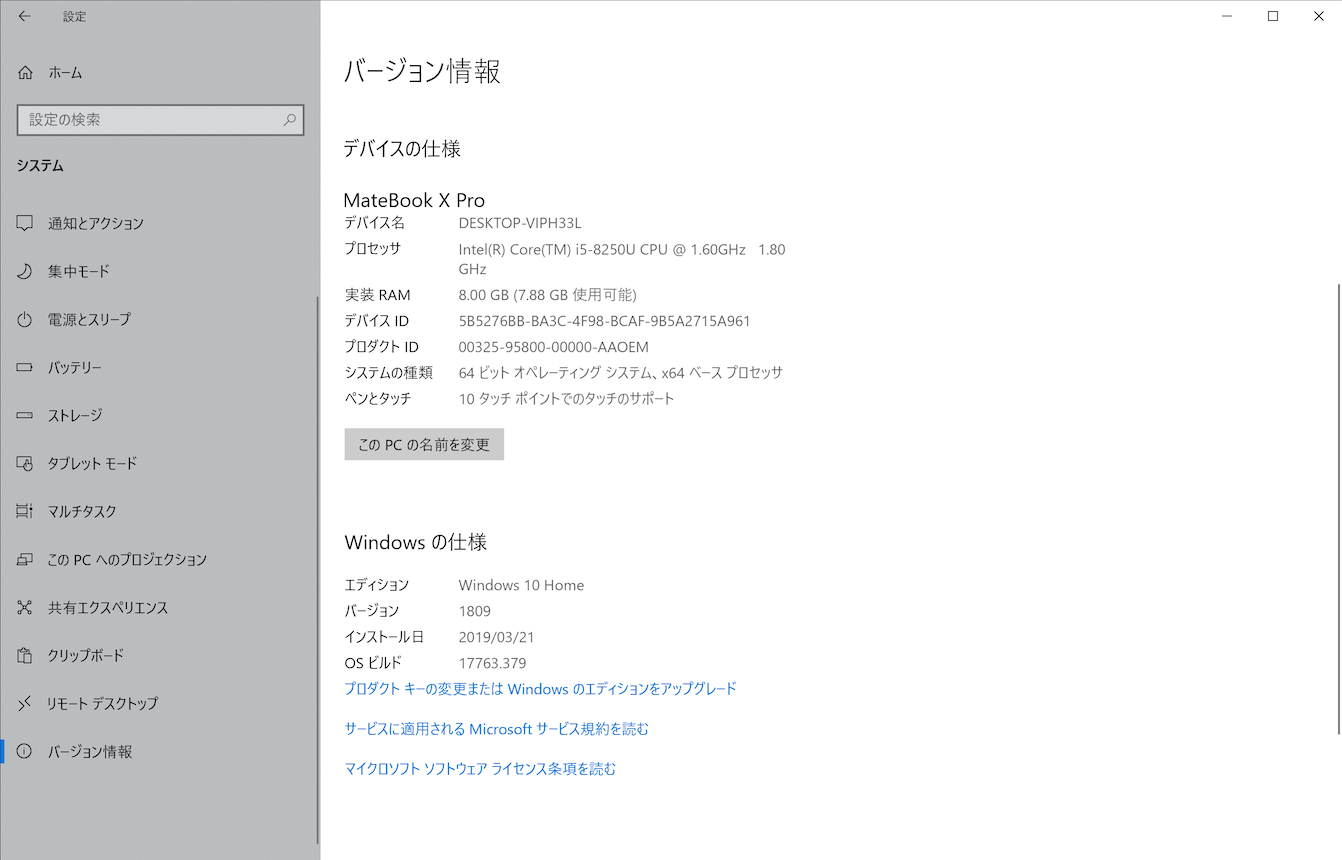 設定
ホーム
設定の検索
システム
通知とアクション
集中モード
電源とスリープ
バッテリー
ストレージ
タブレット モード
マルチタスク
この PC へのプロジェクション
共有エクスペリエンス
クリップボード
リモート デスクトップ
バージョン情報
バージョン情報
デバイスの仕様
MateBook X Pro
デバイス名 DESKTOP-VIPH33L
プロセッサ Intel(R) Core(TM) i5-8250U CPU @ 1.60GHz 1.80
GHz
実装 RAM 8.00 GB (7.88 GB 使用可能)
デバイス ID 5B5276BB-BA3C-4F98-BCAF-9B5A2715A961
プロダクト ID 00325-95800-00000-AAOEM
システムの種類 64 ビット オペレーティング システム、x64 ベース プロセッサ
ペンとタッチ 10 タッチ ポイントでのタッチのサポート
この PC の名前を変更
Windows の仕様
エディション Windows 10 Home
バージョン 1809
インストール日 2019/03/21
OS ビルド 17763.379
プロダクト キーの変更または Windows のエディションをアップグレード
サービスに適用される Microsoft サービス規約を読む
マイクロソフト ソフトウェア ライセンス条項を読む